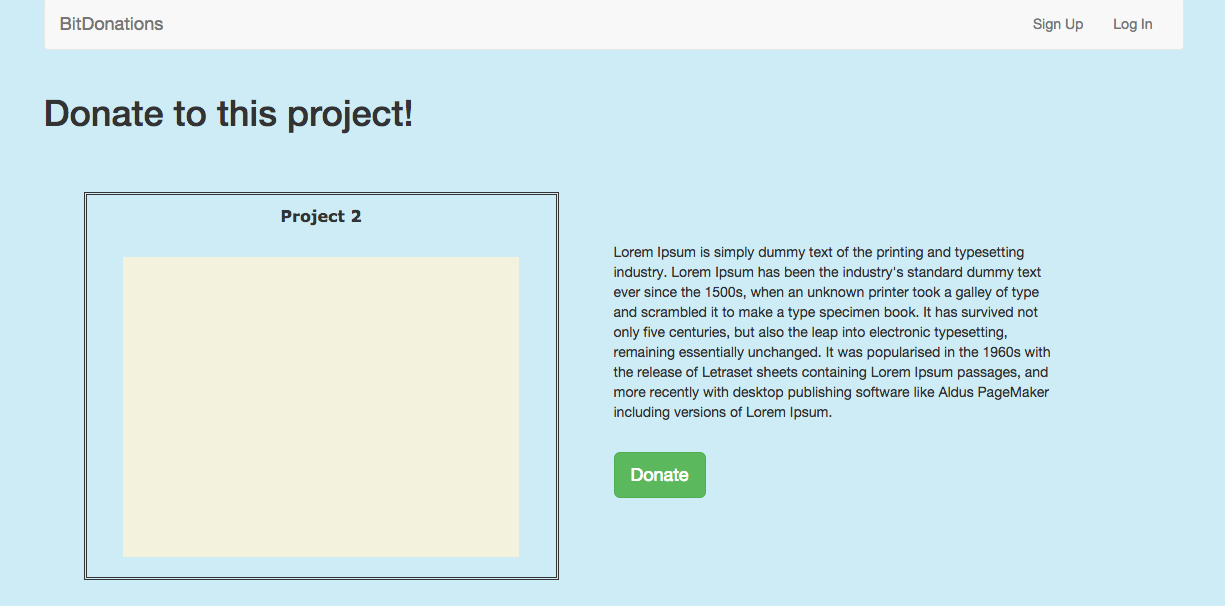 BitDonations
Sign Up
Log In
Donate to this project!
Project 2
Lorem Ipsum is simply dummy text of the printing and typesetting
industry. Lorem Ipsum has been the industry's standard dummy text
ever since the 1500s, when an unknown printer took a galley of type
and scrambled it to make a type specimen book. It has survived not
only five centuries, but also the leap into electronic typesetting,
remaining essentially unchanged. It was popularised in the 1960s with
the release of Letraset sheets containing Lorem Ipsum passages, and
more recently with desktop publishing software like Aldus PageMaker
including versions of Lorem Ipsum.
Donate